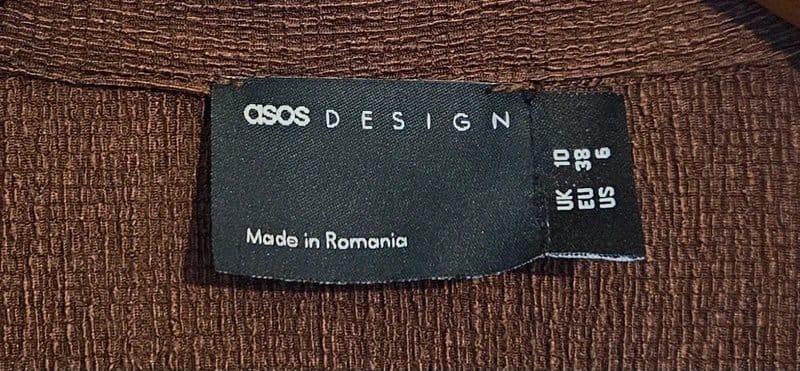 asos DESIGN
Made in Romania
UK 10
EU 38
US 6